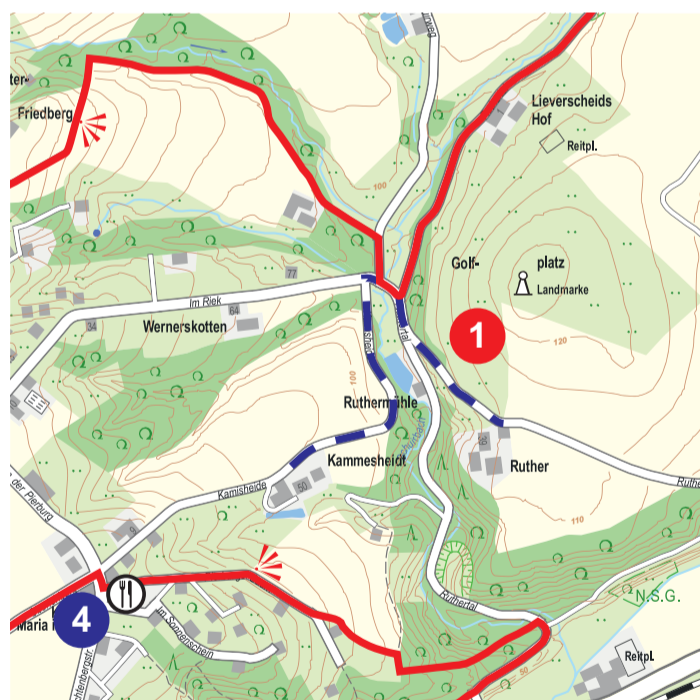 Friedberg
100
Lieverscheids
Hof
Reitpl.
Golf-
platz
Landmarke
77
Im Riek
64
34
Wernerskotten
1
120
100
Ruthermühle
Kammesheidt
50
Kamisheide
39
Ruther
110
der Pierburg
4
Maria
Im Sonnenschein
Ruthertal
N.S.G.
Reitpl.
50